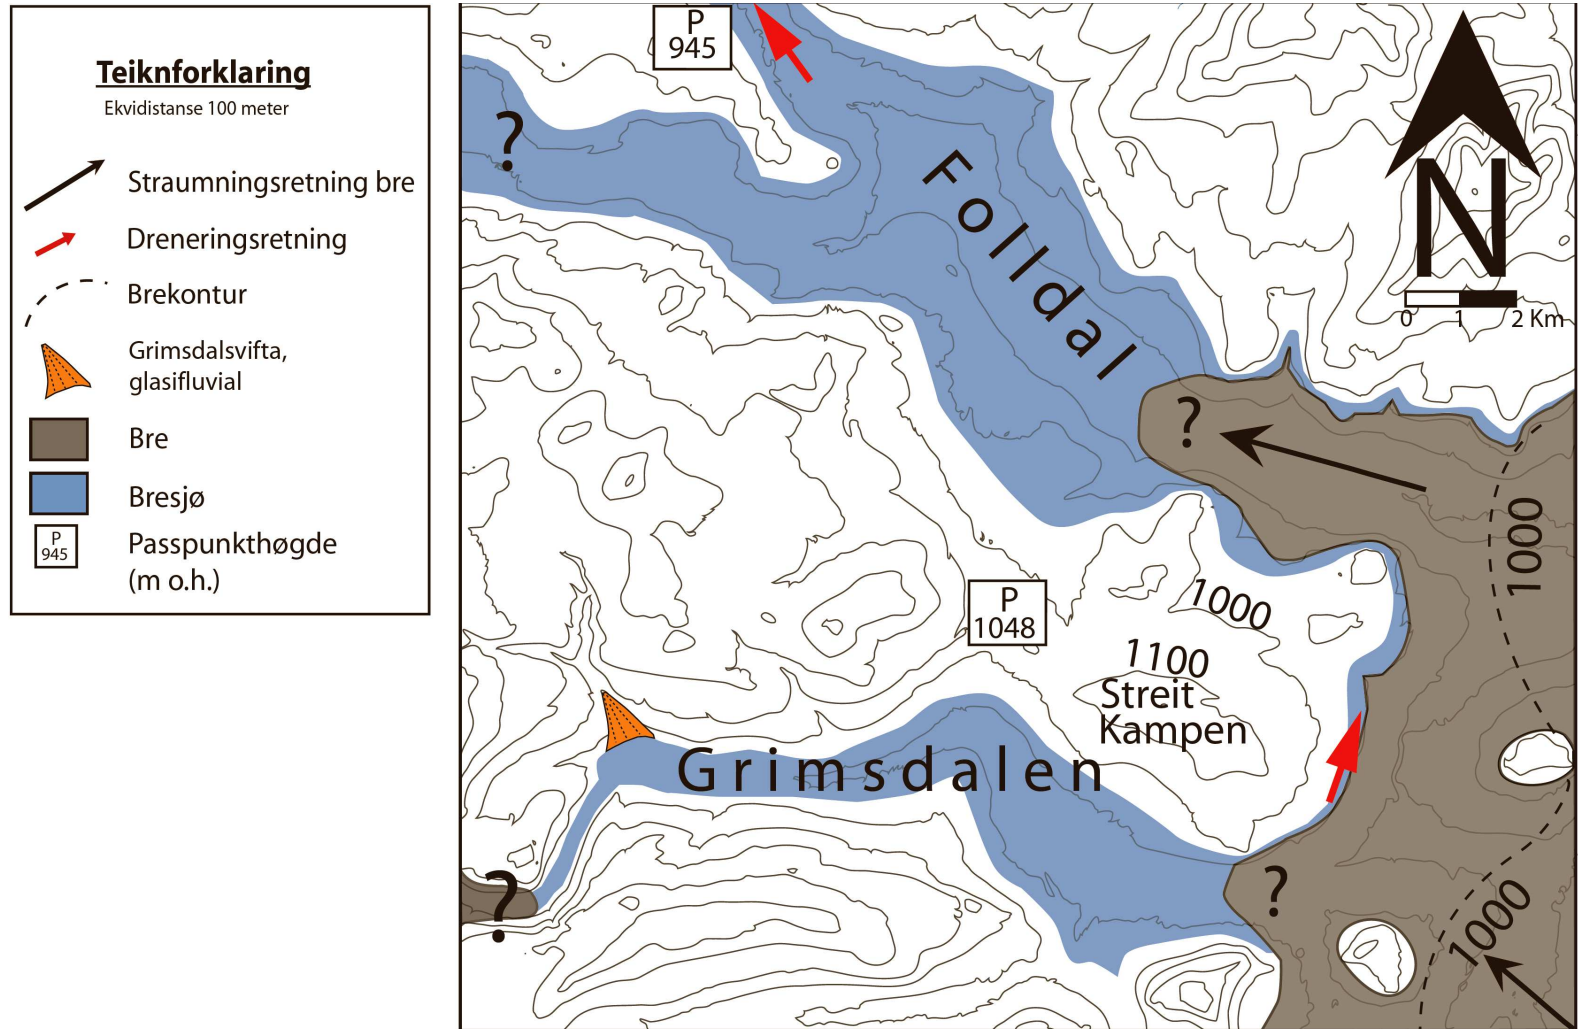 Teiknforklaring
Ekvidistanse 100 meter
Straumningsretning bre
Dreneringsretning
Brekontur
Grimsdalsvifta,
glasifluvial
Bre
Bresjø
P
945
Passpunkthøgde
(m o.h.)
P
945
?
Folldal
N
0 1 2 Km
?
1000
P
1048
1000
1100
Streit
Kampen
Grimsdalen
?
?
1000